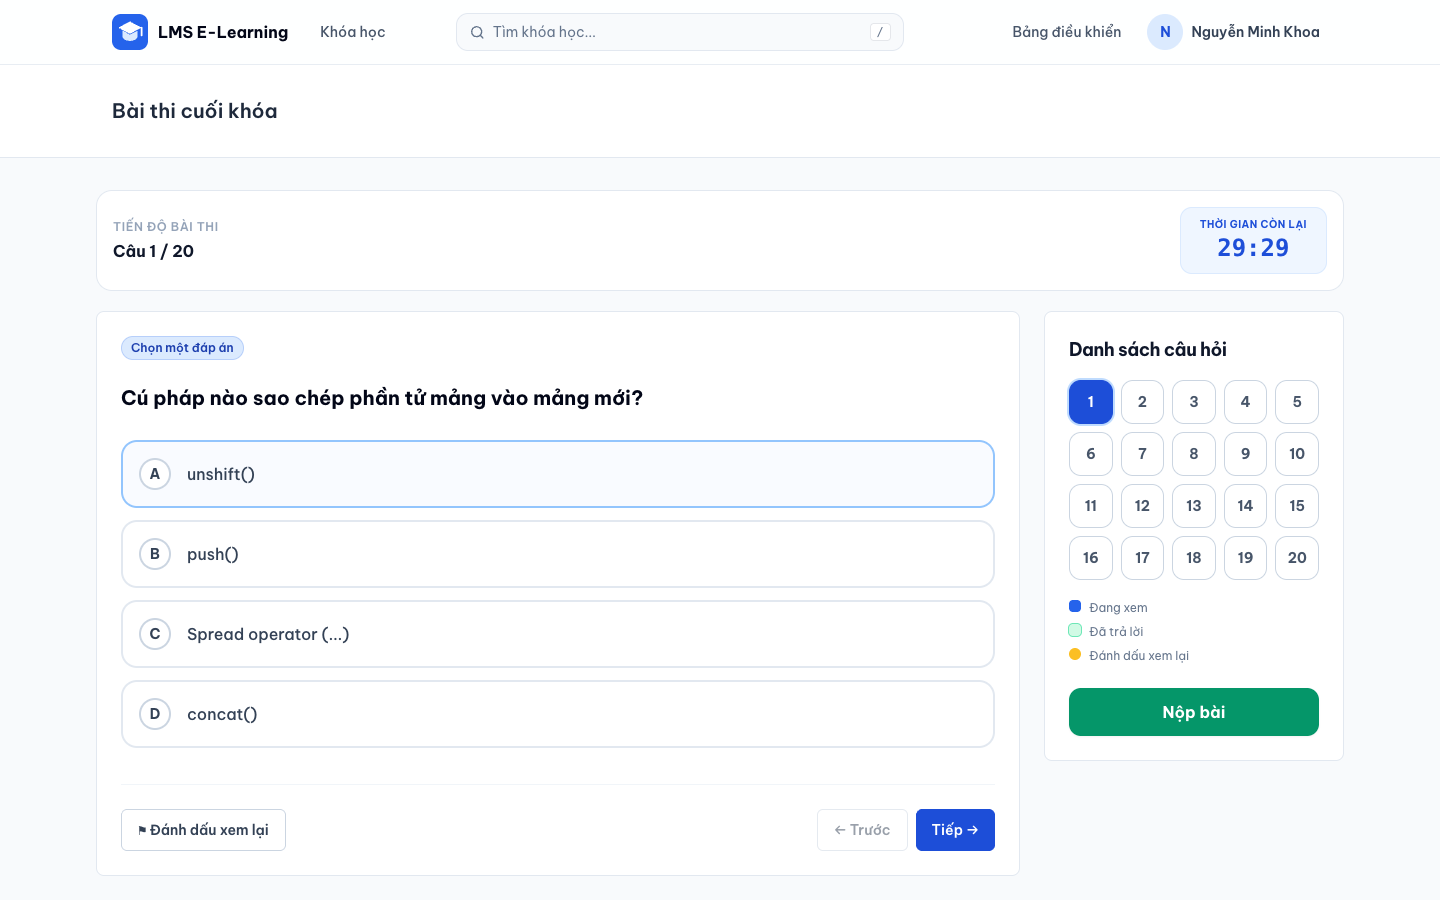 LMS E-Learning
Khóa học
Tìm khóa học...
/
Bảng điều khiển
N
Nguyễn Minh Khoa
Bài thi cuối khóa
TIẾN ĐỘ BÀI THI
Câu 1 / 20
THỜI GIAN CÒN LẠI
29:29
Chọn một đáp án
Cú pháp nào sao chép phần tử mảng vào mảng mới?
A unshift()
B push()
C Spread operator (...)
D concat()
⚑ Đánh dấu xem lại
← Trước
Tiếp →
Danh sách câu hỏi
1 2 3 4 5
6 7 8 9 10
11 12 13 14 15
16 17 18 19 20
Đang xem
Đã trả lời
Đánh dấu xem lại
Nộp bài